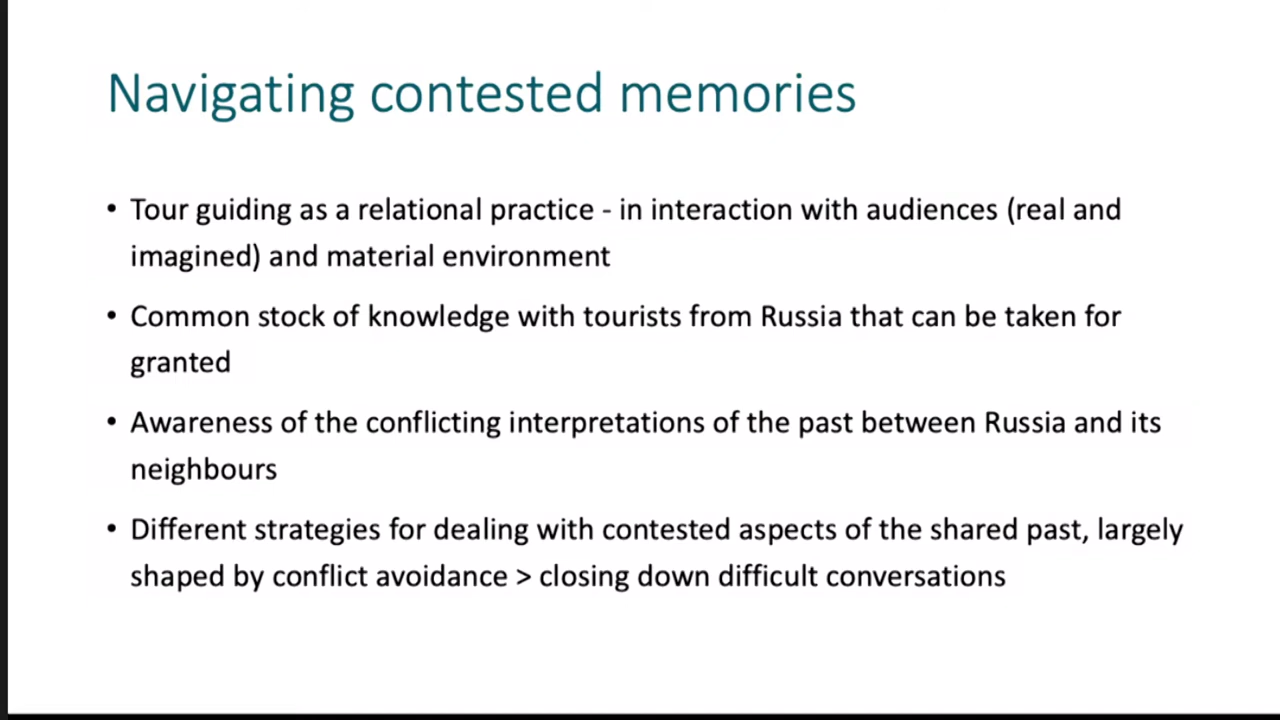 Navigating contested memories
• Tour guiding as a relational practice - in interaction with audiences (real and
imagined) and material environment
• Common stock of knowledge with tourists from Russia that can be taken for
granted
• Awareness of the conflicting interpretations of the past between Russia and its
neighbours
• Different strategies for dealing with contested aspects of the shared past, largely
shaped by conflict avoidance > closing down difficult conversations